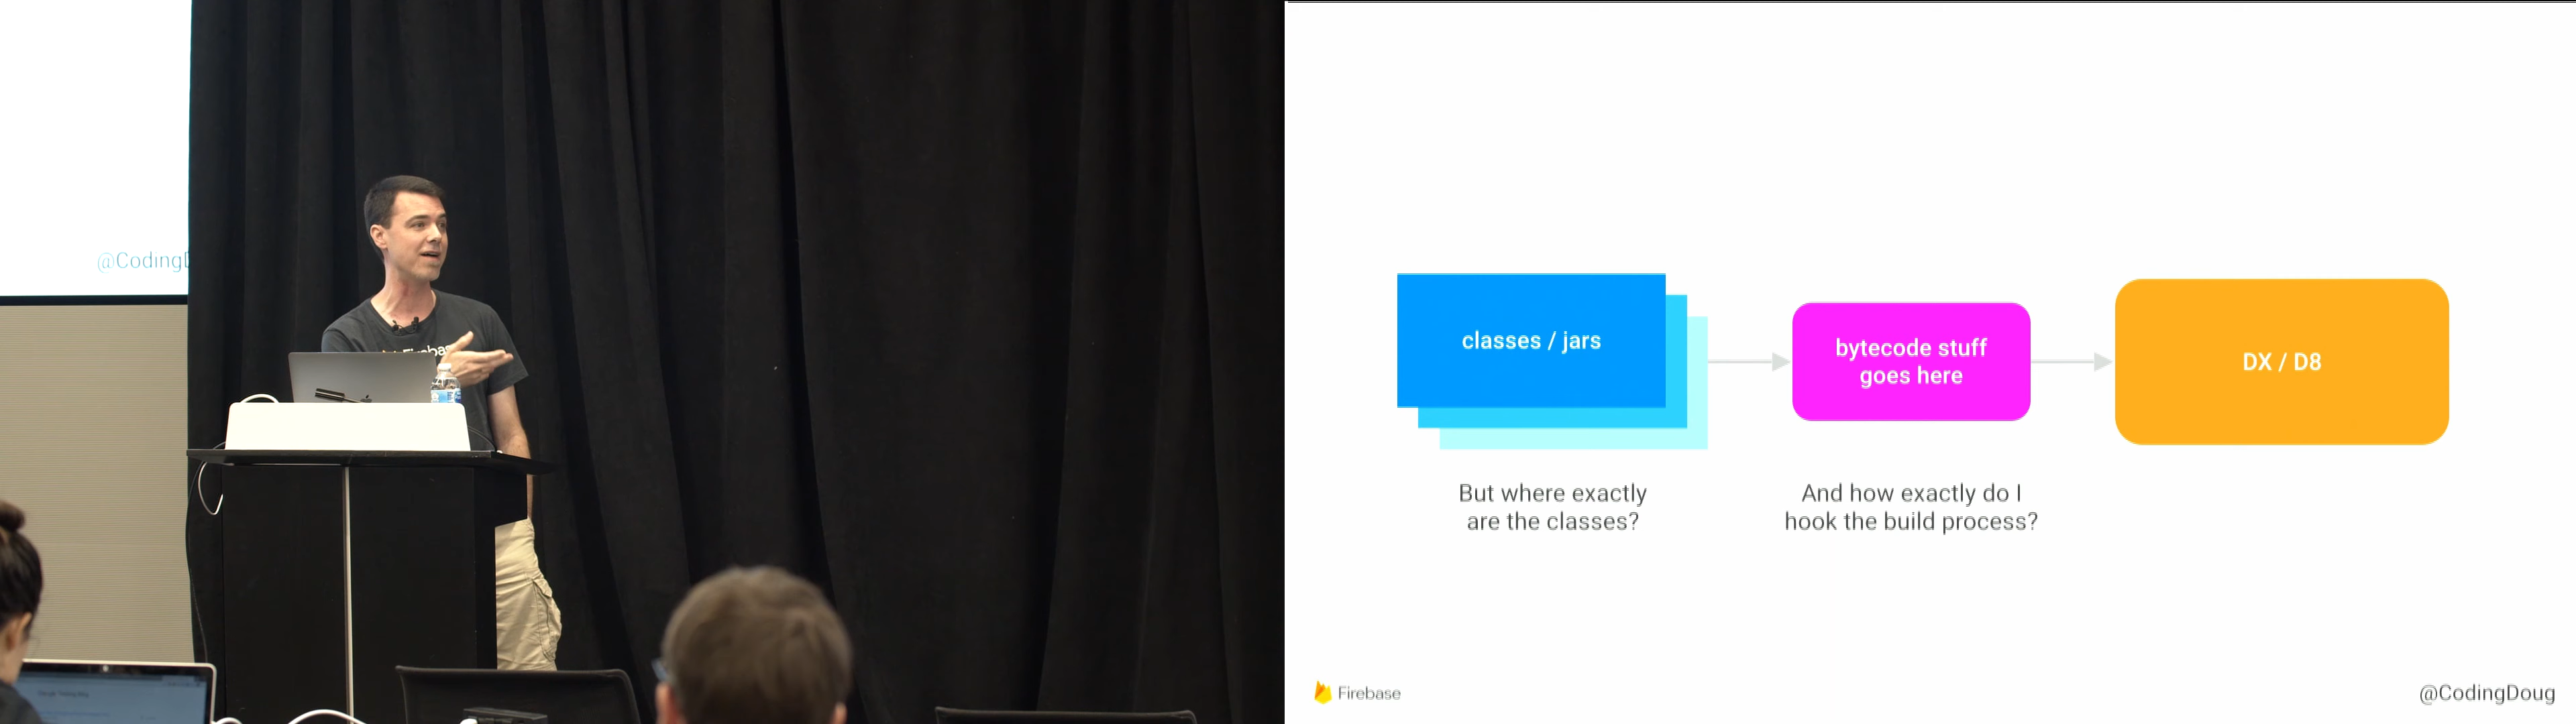 @CodingD
Fireba
classes / jars
bytecode stuff
goes here
DX / D8
But where exactly
are the classes?
And how exactly do I
hook the build process?
Firebase
@CodingDoug